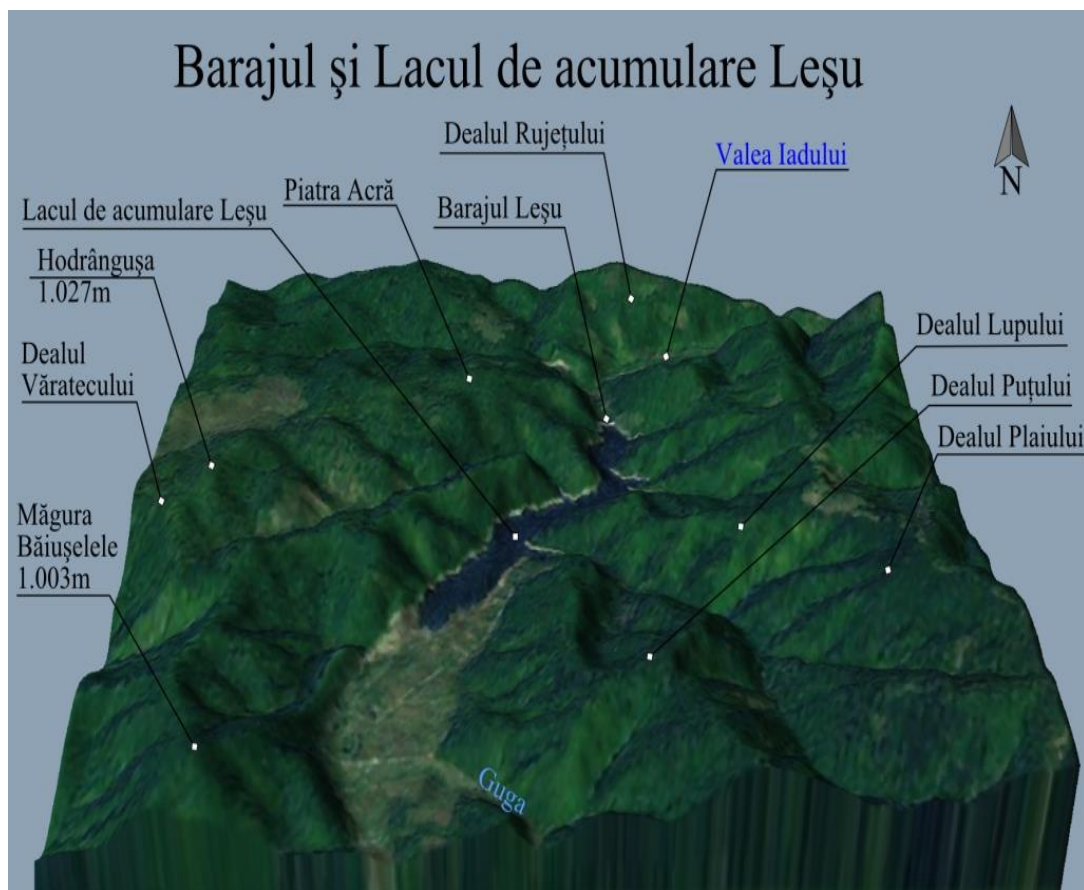 Barajul şi Lacul de acumulare Leşu
Dealul Rujeţului
Valea Iadului
N
Piatra Acră
Barajul Leşu
Lacul de acumulare Leşu
Hodrânguşa
1.027m
Dealul Lupului
Dealul
Văratecului
Dealul Puţului
Dealul Plaiului
Măgura
Băiuşelele
1.003m
Guga